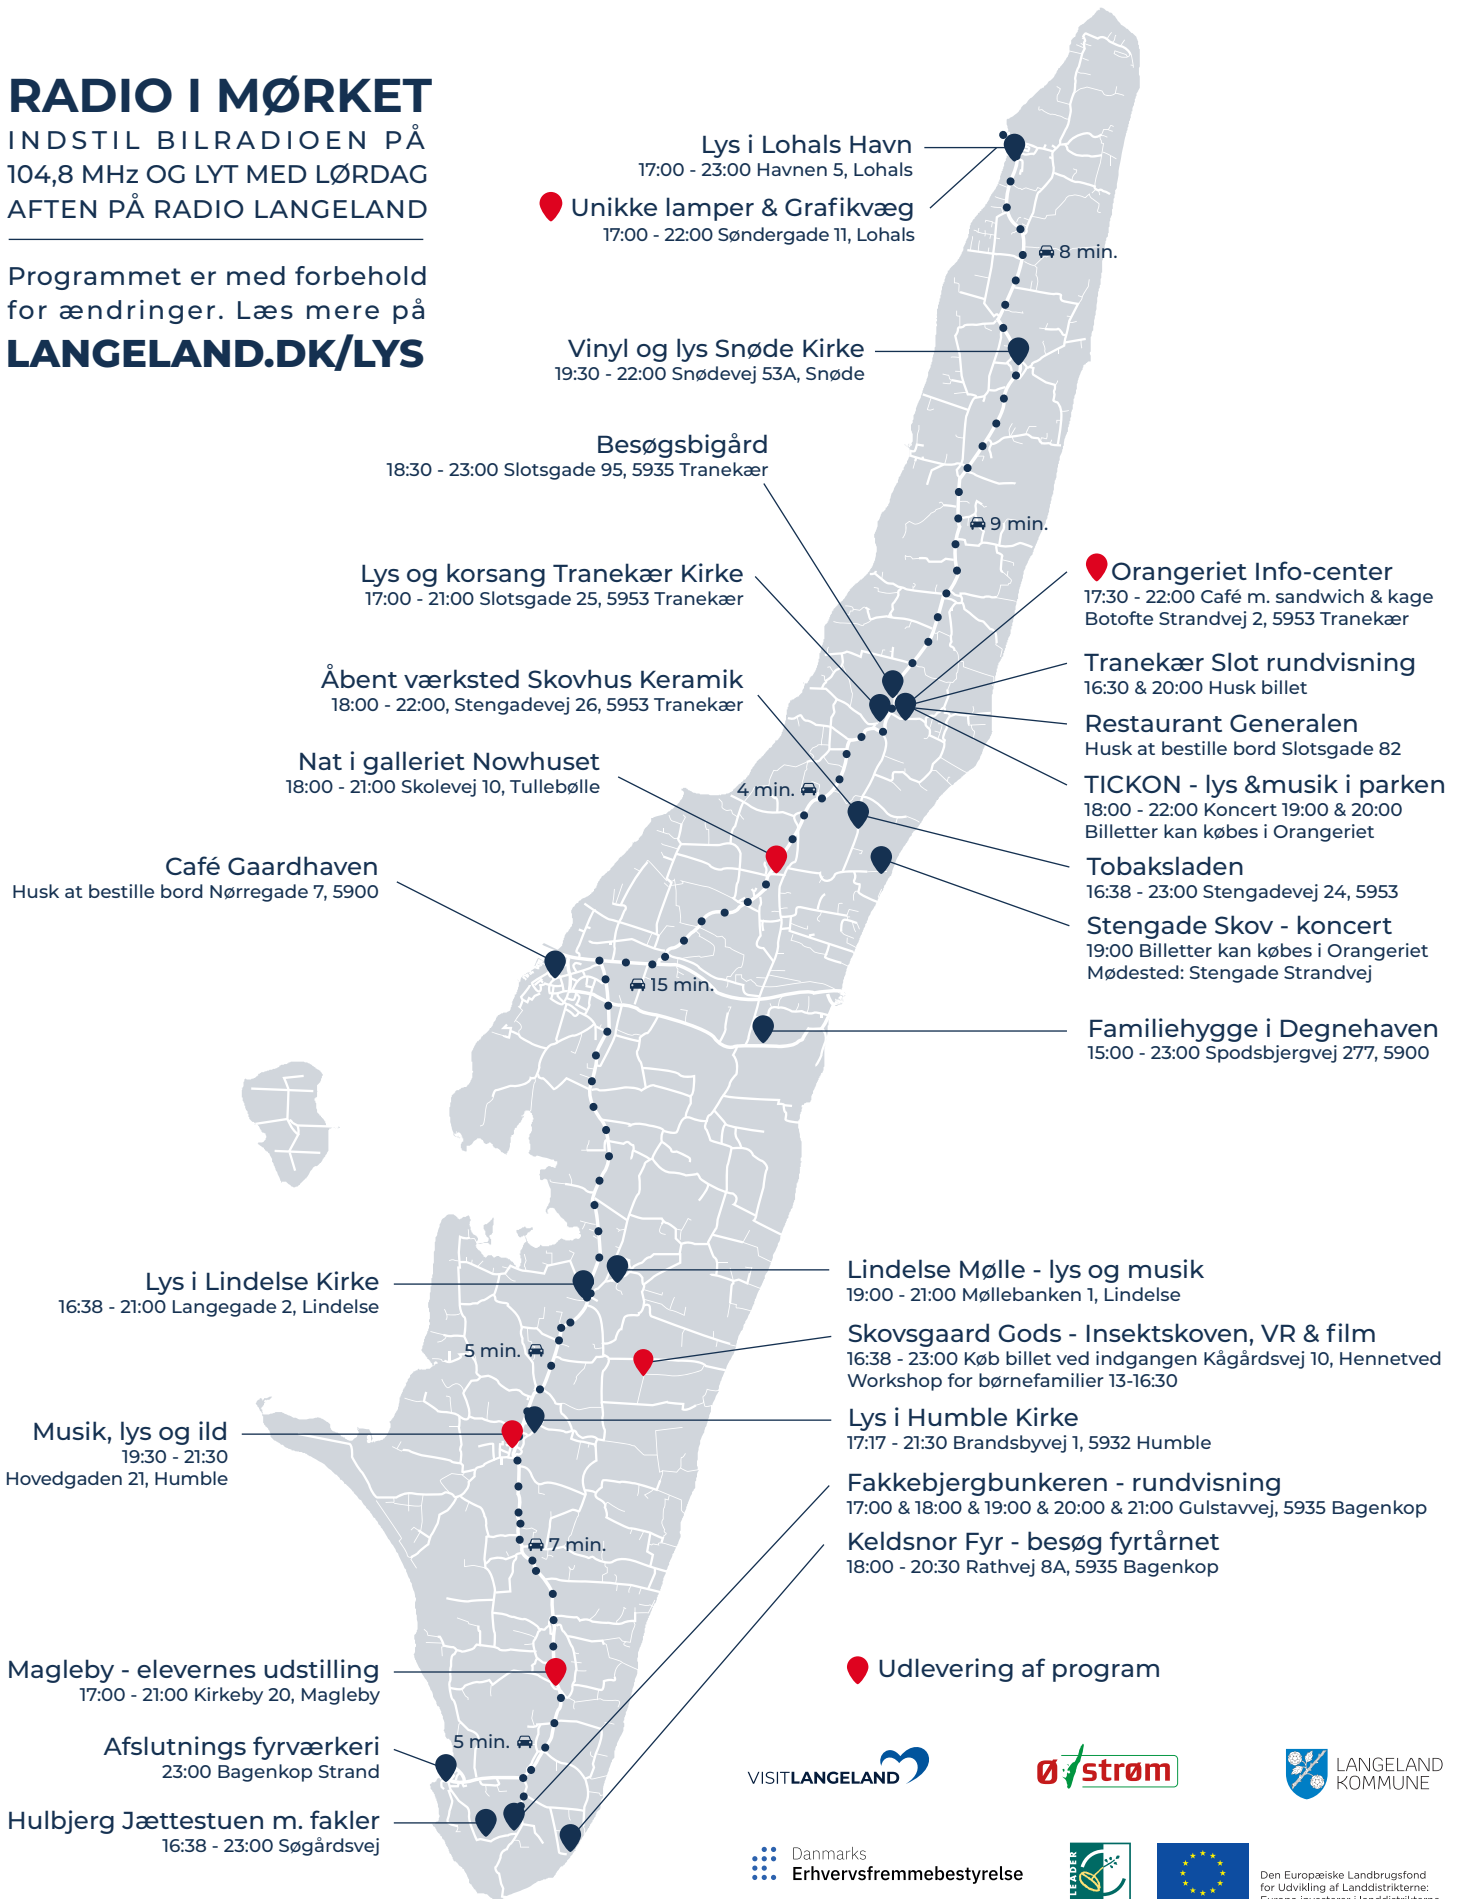 RADIO I MØRKET
INDSTIL BILRADIOEN PÅ
104,8 MHz OG LYT MED LØRDAG
AFTEN PÅ RADIO LANGELAND
Programmet er med forbehold
for ændringer. Læs mere på
LANGELAND.DK/LYS
Lys i Lohals Havn
17:00 - 23:00 Havnen 5, Lohals
Unikke lamper & Grafikvæg
17:00 - 22:00 Søndergade 11, Lohals
8 min.
Vinyl og lys Snøde Kirke
19:30 - 22:00 Snødevej 53A, Snøde
Besøgsbigård
18:30 - 23:00 Slotsgade 95, 5935 Tranekær
9 min.
Lys og korsang Tranekær Kirke
17:00 - 21:00 Slotsgade 25, 5953 Tranekær
Orangeriet Info-center
17:30 - 22:00 Café m. sandwich & kage
Botofte Strandvej 2, 5953 Tranekær
Tranekær Slot rundvisning
16:30 & 20:00 Husk billet
Åbent værksted Skovhus Keramik
18:00 - 22:00, Stengadevej 26, 5953 Tranekær
Restaurant Generalen
Husk at bestille bord Slotsgade 82
Nat i galleriet Nowhuset
18:00 - 21:00 Skolevej 10, Tullebølle
4 min.
TICKON - lys &musik i parken
18:00 - 22:00 Koncert 19:00 & 20:00
Billetter kan købes i Orangeriet
Café Gaardhaven
Husk at bestille bord Nørregade 7, 5900
Tobaksladen
16:38 - 23:00 Stengadevej 24, 5953
Stengade Skov - koncert
19:00 Billetter kan købes i Orangeriet
Mødested: Stengade Strandvej
15 min.
Familiehygge i Degnehaven
15:00 - 23:00 Spodsbjergvej 277, 5900
Lys i Lindelse Kirke
16:38 - 21:00 Langegade 2, Lindelse
Lindelse Mølle - lys og musik
19:00 - 21:00 Møllebanken 1, Lindelse
5 min.
Skovsgaard Gods - Insektskoven, VR & film
16:38 - 23:00 Køb billet ved indgangen Kågårdsvej 10, Hennetved
Workshop for børnefamilier 13-16:30
Musik, lys og ild
19:30 - 21:30
Hovedgaden 21, Humble
Lys i Humble Kirke
17:17 - 21:30 Brandsbyvej 1, 5932 Humble
Fakkebjergbunkeren - rundvisning
17:00 & 18:00 & 19:00 & 20:00 & 21:00 Gulstavvej, 5935 Bagenkop
7 min.
Keldsnor Fyr - besøg fyrtårnet
18:00 - 20:30 Rathvej 8A, 5935 Bagenkop
Magleby - elevernes udstilling
17:00 - 21:00 Kirkeby 20, Magleby
Udlevering af program
Afslutnings fyrværkeri
23:00 Bagenkop Strand
5 min.
Hulbjerg Jættestuen m. fakler
16:38 - 23:00 Søgårdsvej
VISITLANGELAND
Ø strøm
LANGELAND
KOMMUNE
Danmarks
Erhvervsfremmebestyrelse
LEADER
Den Europæiske Landbrugsfond
for Udvikling af Landdistrikterne:
Europa investerer i landdistrikterne